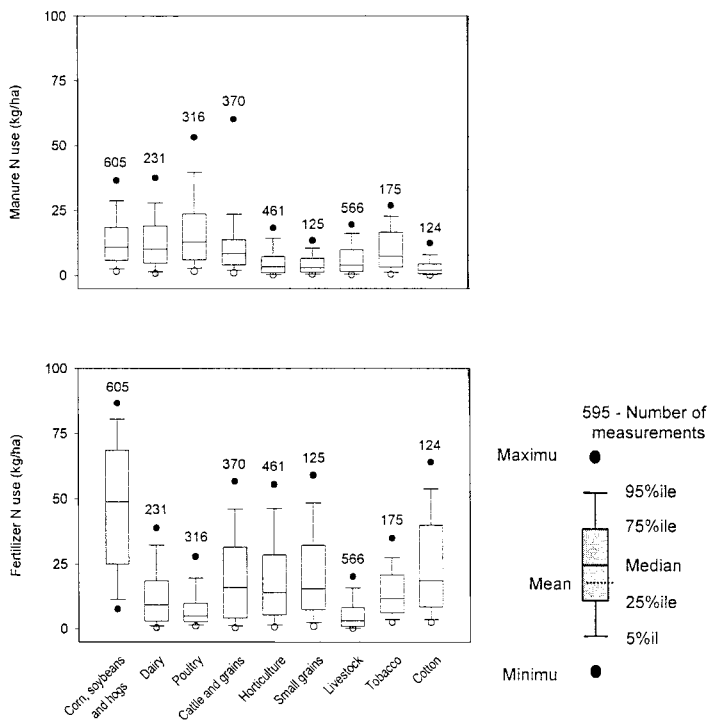 100
75
50
25
0
Manure N use (kg/ha)
605
231
316
370
461
125
566
175
124
100
75
50
25
0
Fertilizer N use (kg/ha)
605
231
316
370
461
125
566
175
124
Corn, soybeans
and hogs
Dairy
Poultry
Cattle and grains
Horticulture
Small grains
Livestock
Tobacco
Cotton
595 - Number of
measurements
Maximu
95%ile
75%ile
Median
Mean
25%ile
5%il
Minimu